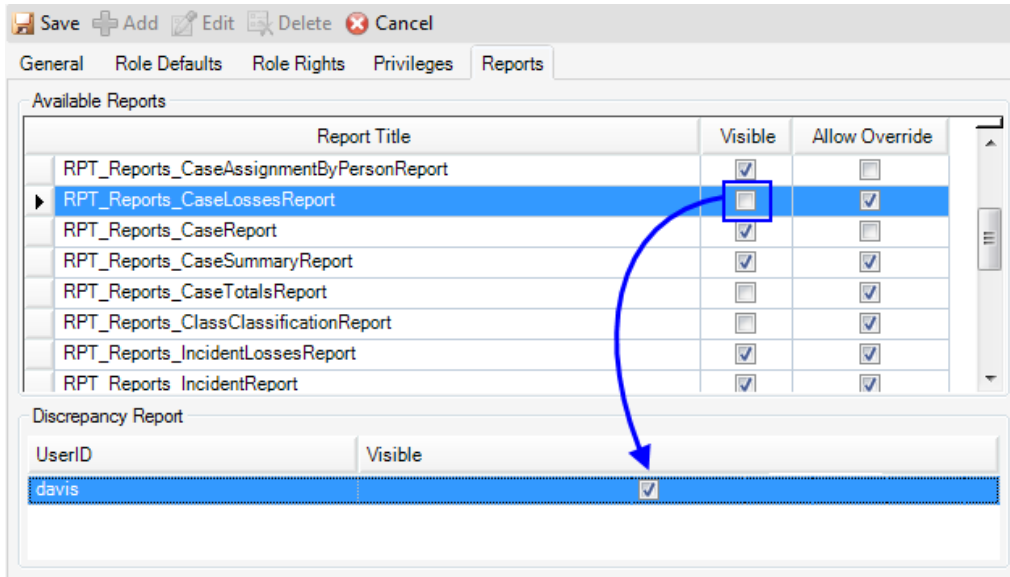 Save Add Edit Delete Cancel
General Role Defaults Role Rights Privileges Reports
Available Reports
Report Title Visible Allow Override
RPT_Reports_CaseAssignmentByPersonReport
RPT_Reports_CaseLossesReport
RPT_Reports_CaseReport
RPT_Reports_CaseSummaryReport
RPT_Reports_CaseTotalsReport
RPT_Reports_ClassClassificationReport
RPT_Reports_IncidentLossesReport
RPT_Reports_IncidentReport
Discrepancy Report
UserID Visible
davis